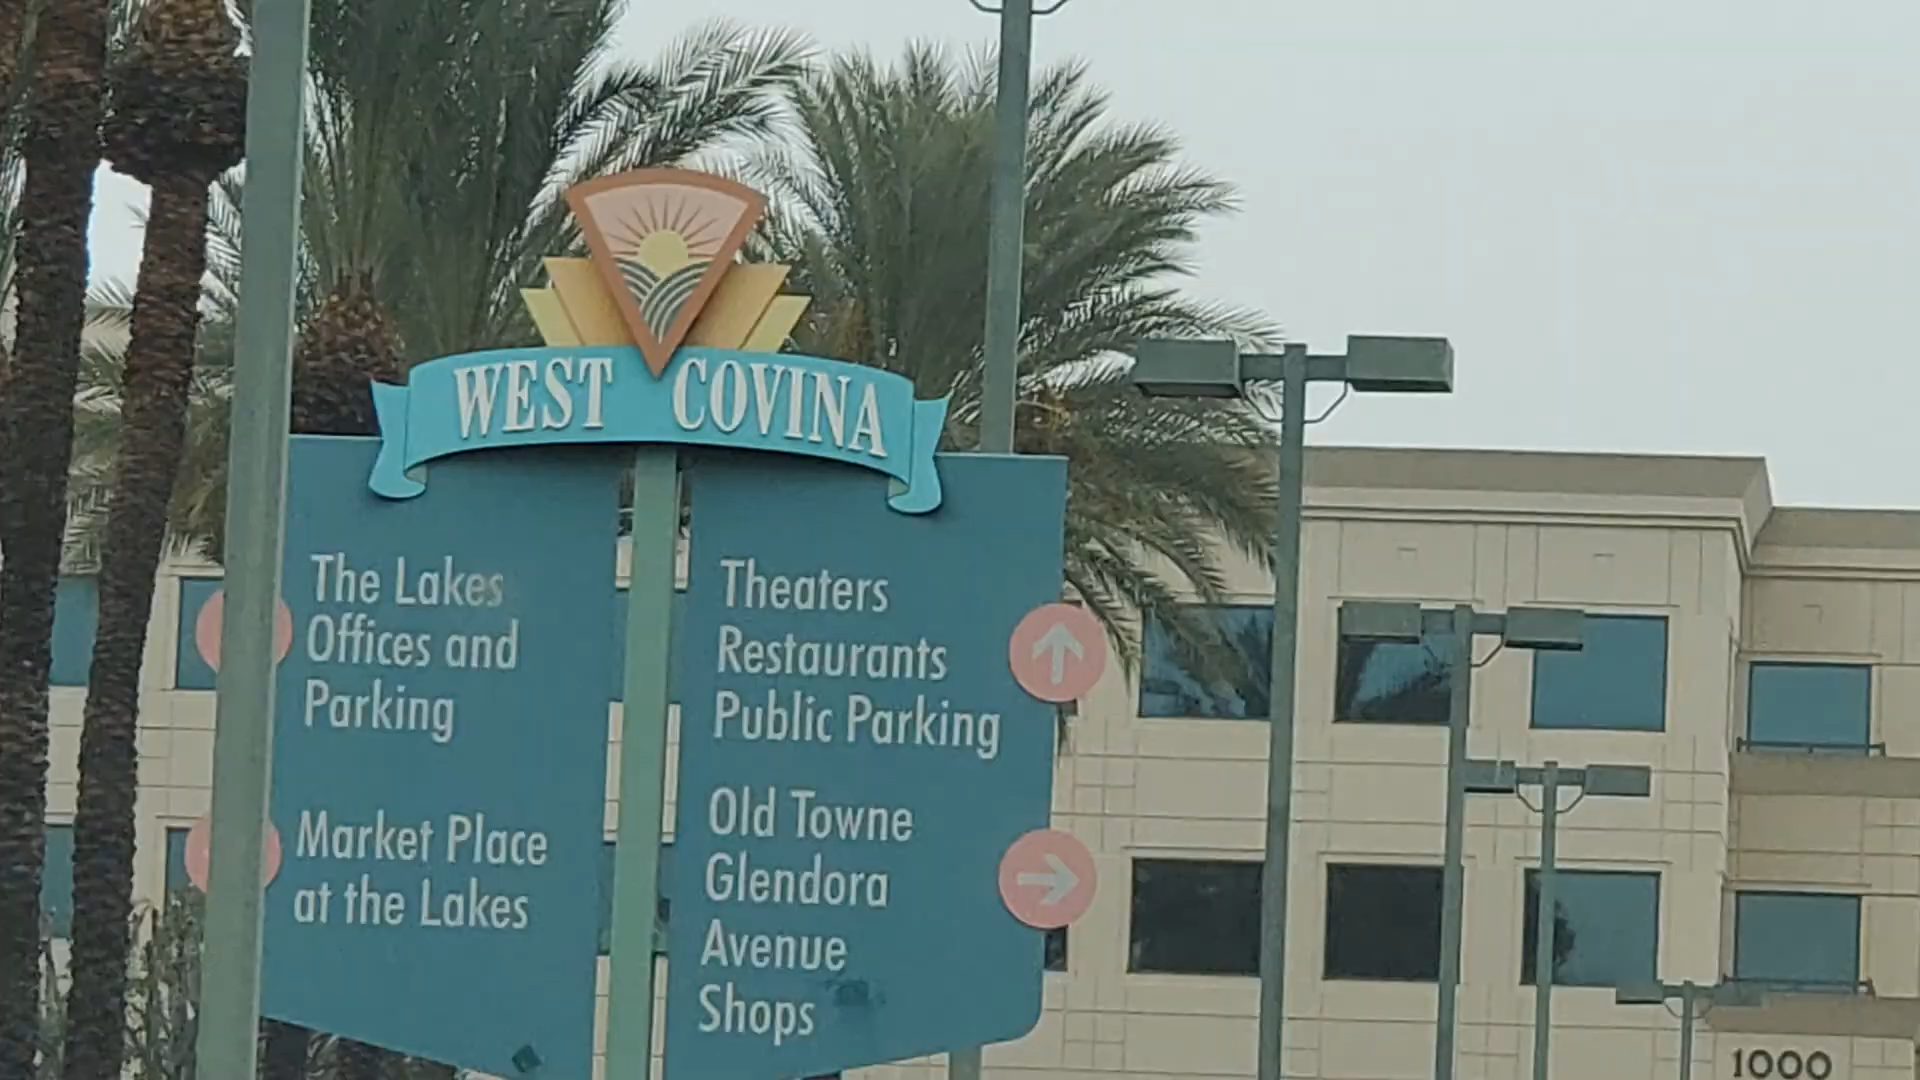 WEST COVINA
The Lakes
Offices and
Parking
Market Place
at the Lakes
Theaters
Restaurants
Public Parking
Old Towne
Glendora
Avenue
Shops
1000